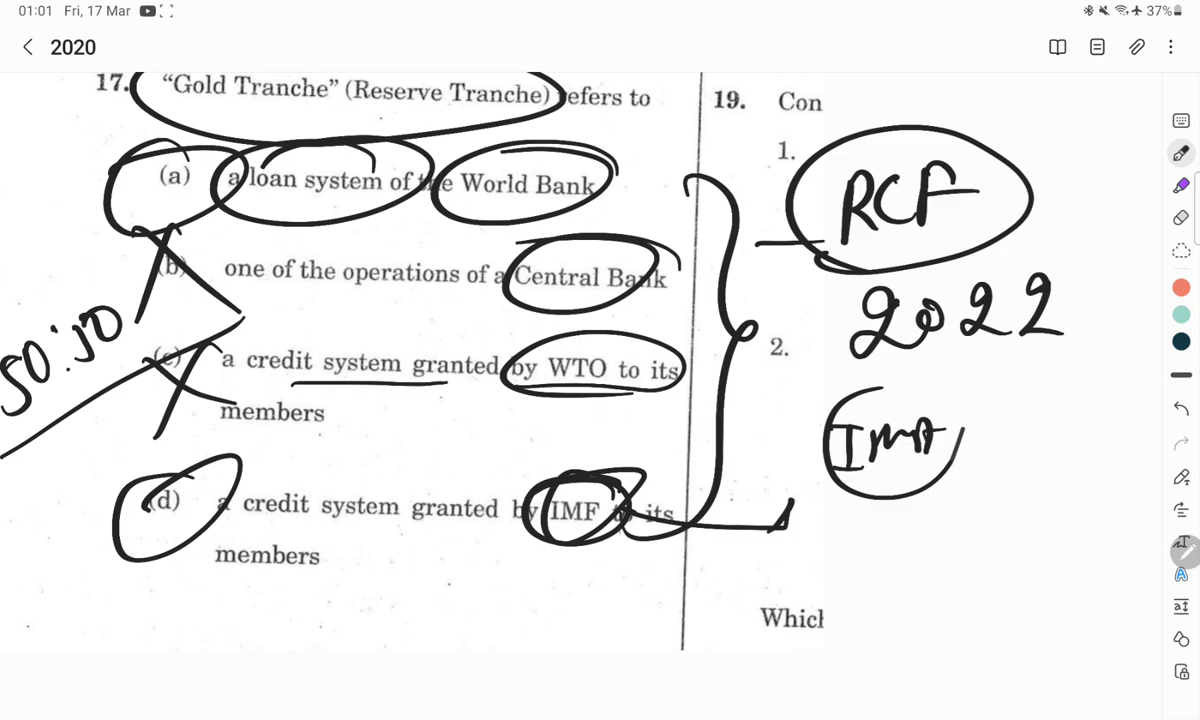 01:01 Fri, 17 Mar
37%
2020
17. "Gold Tranche" (Reserve Tranche) refers to
(a) a loan system of the World Bank
(b) one of the operations of a Central Bank
(c) a credit system granted by WTO to its
members
(d) a credit system granted by IMF to its
members
50:50
19. Con
1.
RCF
2022
2.
IMF
Which